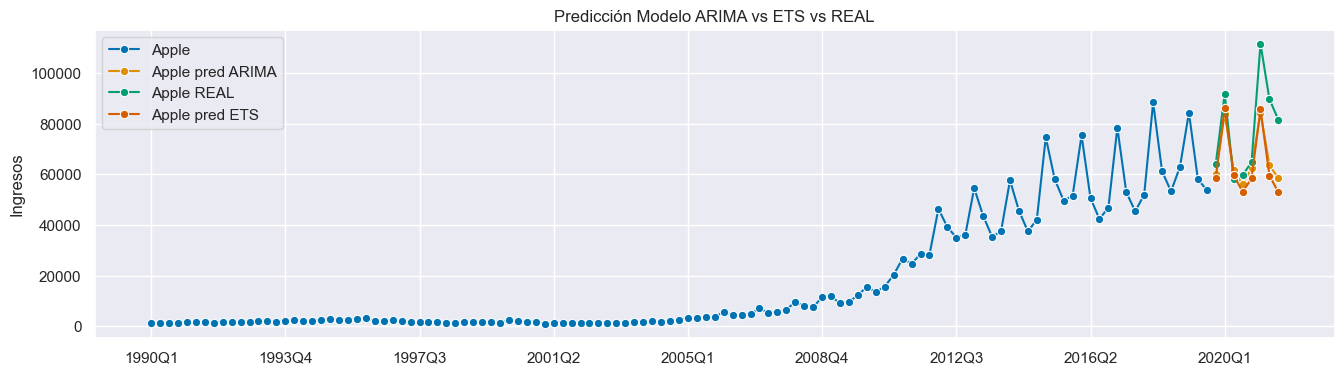 Predicción Modelo ARIMA vs ETS vs REAL
Apple
Apple pred ARIMA
Apple REAL
Apple pred ETS
Ingresos
100000
80000
60000
40000
20000
0
1990Q1 1993Q4 1997Q3 2001Q2 2005Q1 2008Q4 2012Q3 2016Q2 2020Q1